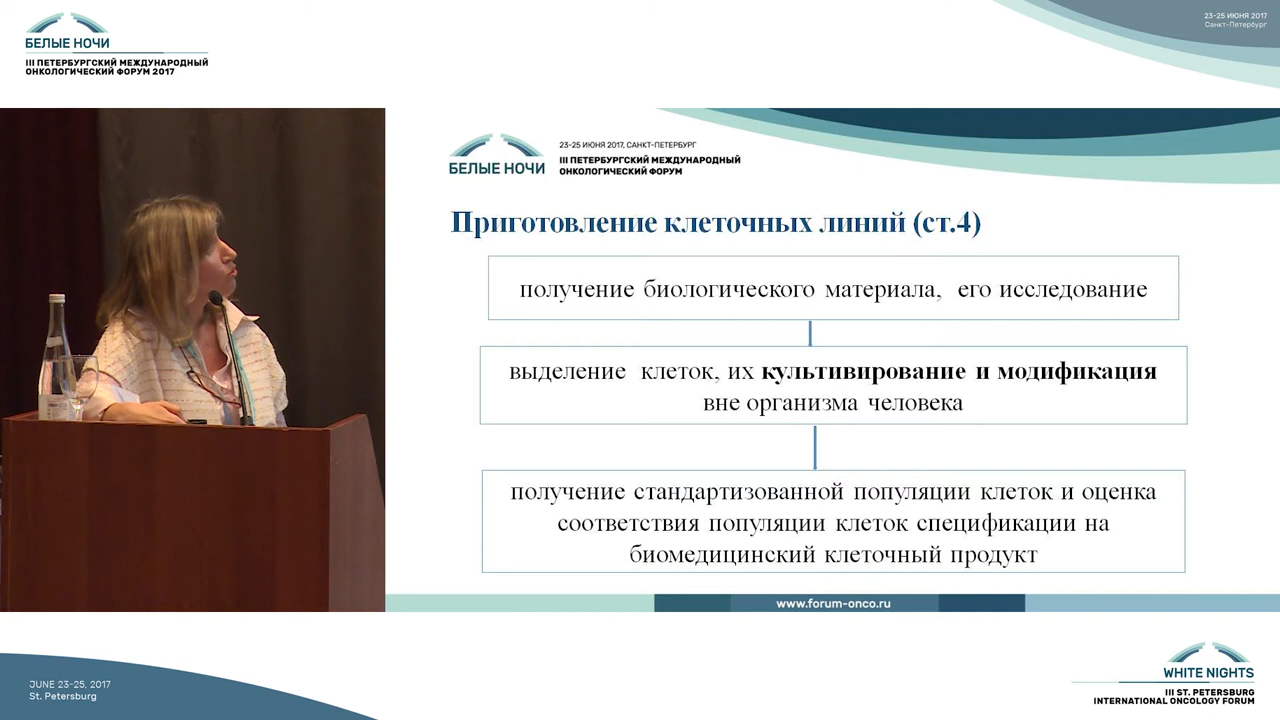 БЕЛЫЕ НОЧИ
III ПЕТЕРБУРГСКИЙ МЕЖДУНАРОДНЫЙ
ОНКОЛОГИЧЕСКИЙ ФОРУМ 2017
23-25 ИЮНЯ 2017
Санкт-Петербург
БЕЛЫЕ НОЧИ
23-25 ИЮНЯ 2017, САНКТ-ПЕТЕРБУРГ
III ПЕТЕРБУРГСКИЙ МЕЖДУНАРОДНЫЙ
ОНКОЛОГИЧЕСКИЙ ФОРУМ
Приготовление клеточных линий (ст.4)
получение биологического материала, его исследование
выделение клеток, их культивирование и модификация
вне организма человека
получение стандартизованной популяции клеток и оценка
соответствия популяции клеток спецификации на
биомедицинский клеточный продукт
www.forum-onco.ru
JUNE 23-25, 2017
St. Petersburg
WHITE NIGHTS
III ST. PETERSBURG
INTERNATIONAL ONCOLOGY FORUM